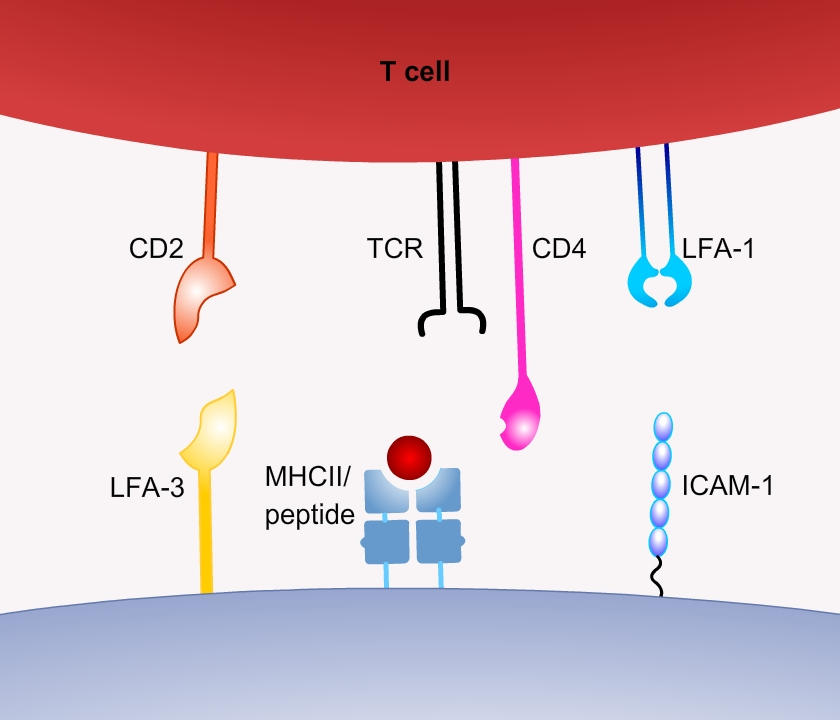 T cell
CD2
TCR
CD4
LFA-1
LFA-3
MHCII/
peptide
ICAM-1